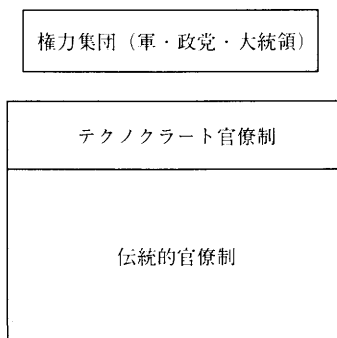 権力集団（軍・政党・大統領）
テクノクラート官僚制
伝統的官僚制